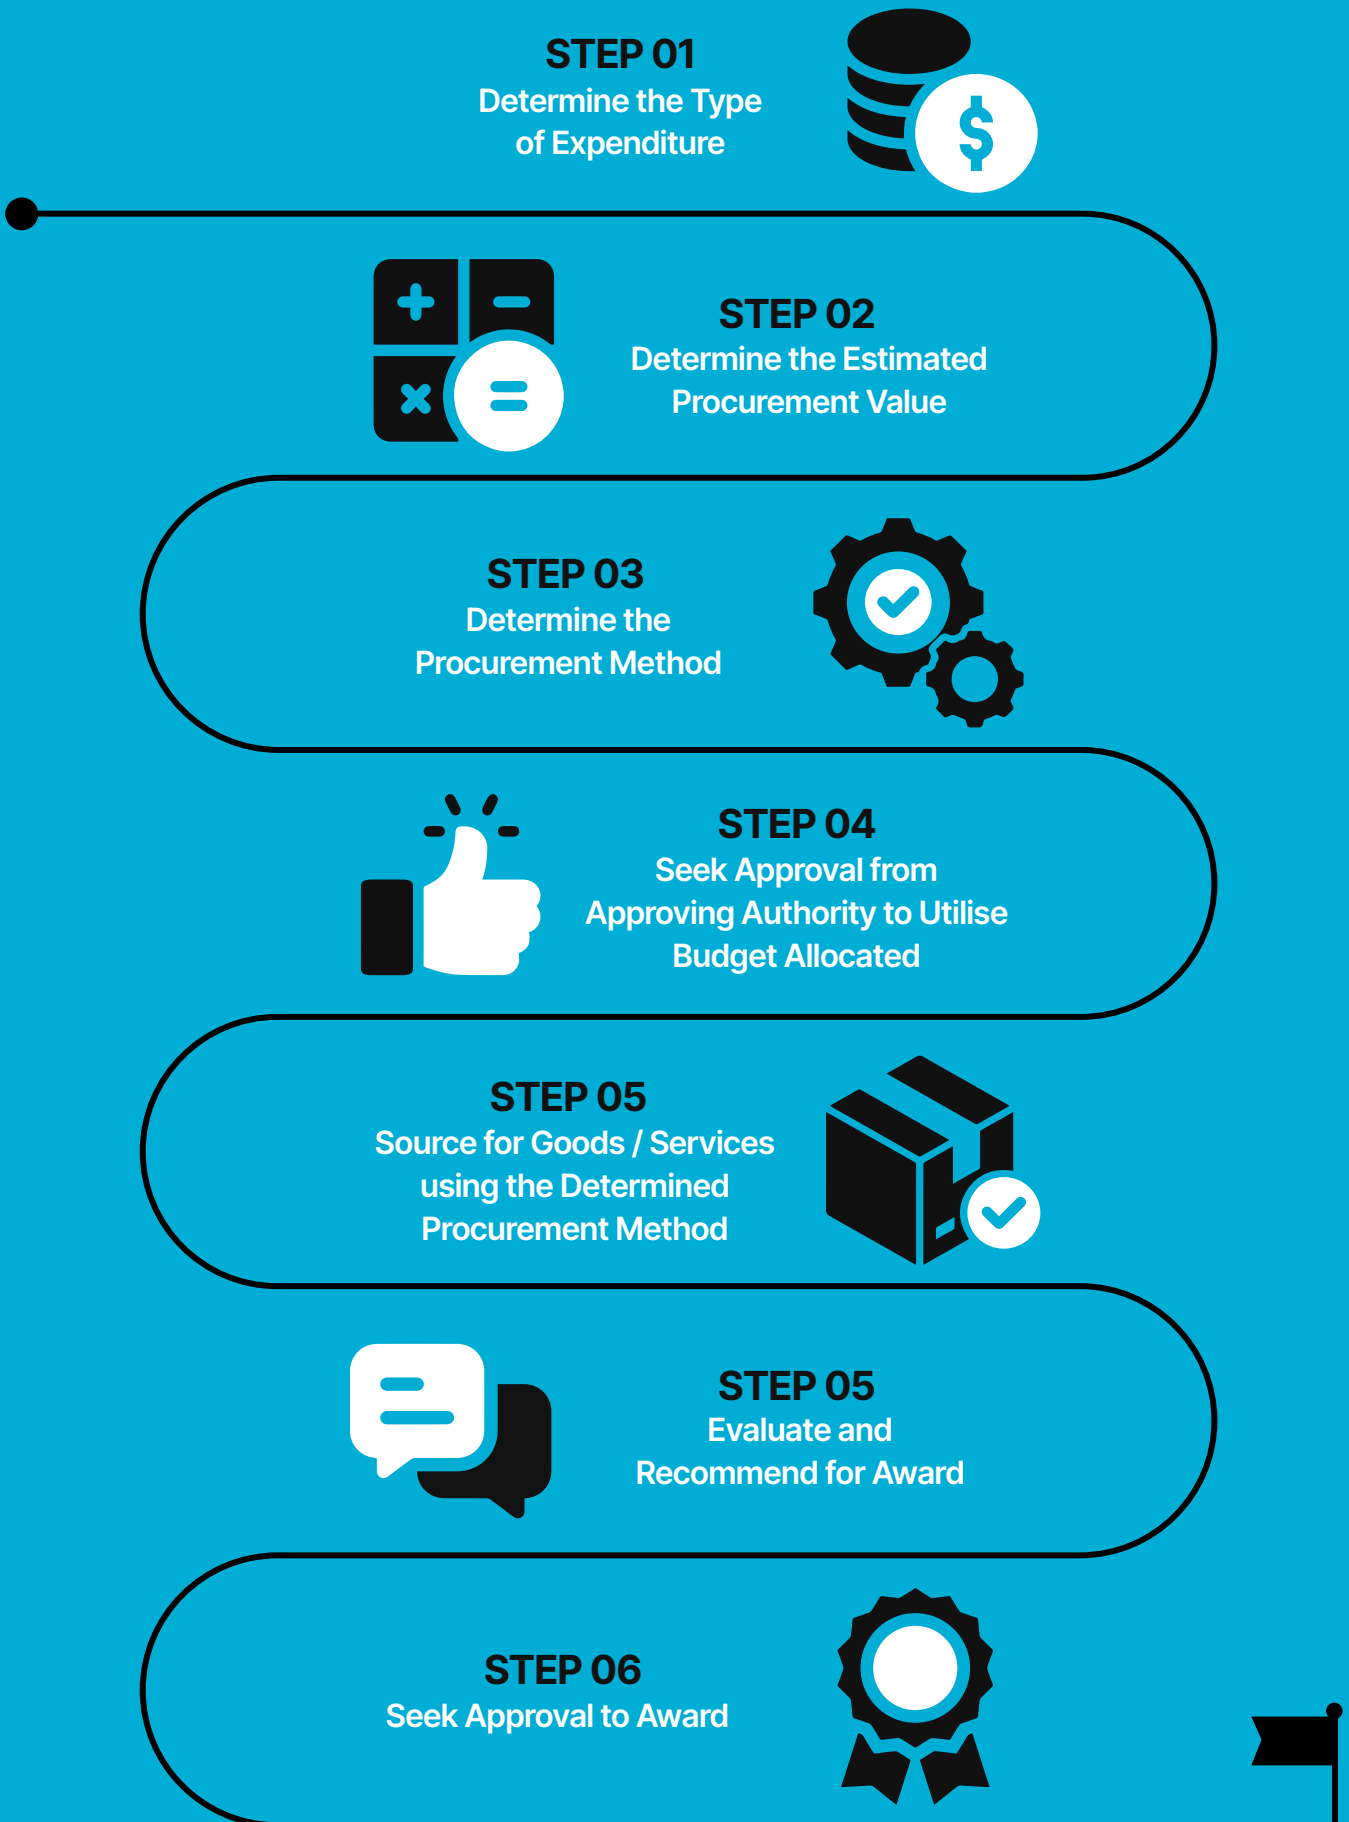 STEP 01
Determine the Type
of Expenditure
$
STEP 02
Determine the Estimated
Procurement Value
STEP 03
Determine the
Procurement Method
STEP 04
Seek Approval from
Approving Authority to Utilise
Budget Allocated
STEP 05
Source for Goods / Services
using the Determined
Procurement Method
STEP 05
Evaluate and
Recommend for Award
STEP 06
Seek Approval to Award